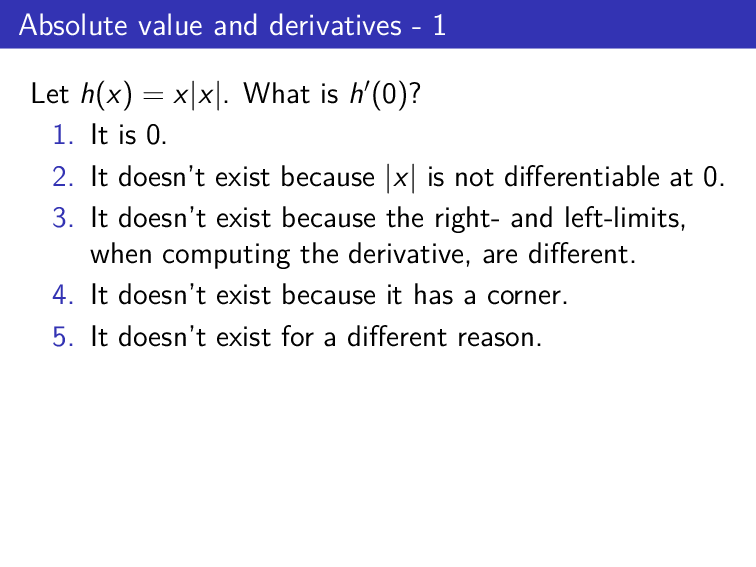 Absolute value and derivatives - 1
Let h(x) = x|x|. What is h′(0)?
1. It is 0.
2. It doesn't exist because |x| is not differentiable at 0.
3. It doesn't exist because the right- and left-limits,
when computing the derivative, are different.
4. It doesn't exist because it has a corner.
5. It doesn't exist for a different reason.